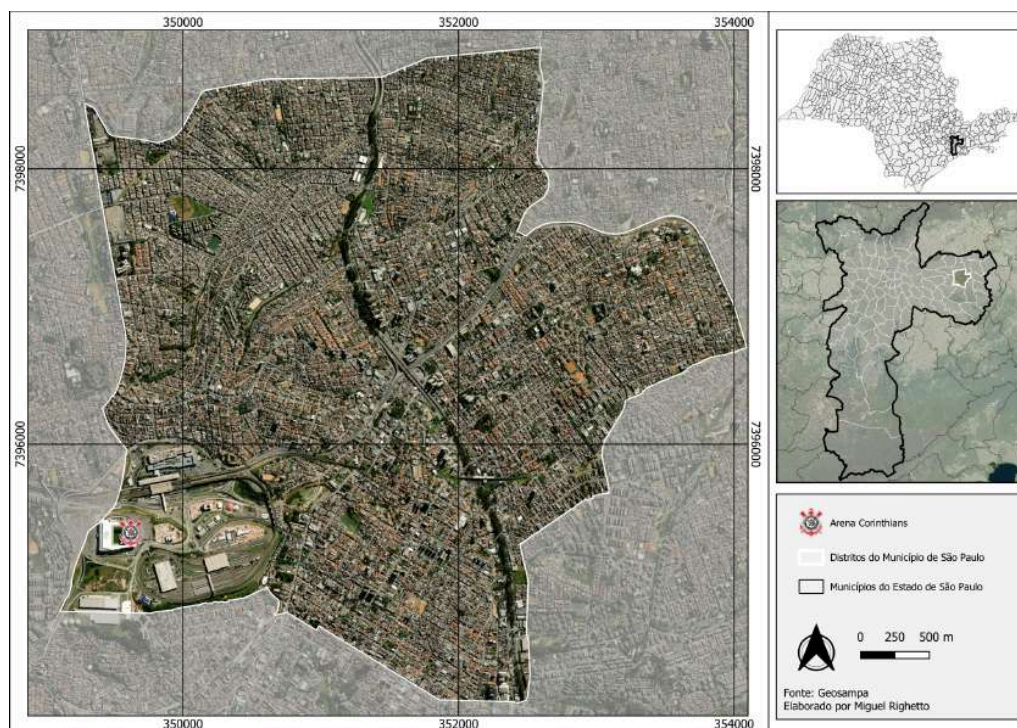 350000
352000
354000
7398000
7398000
7396000
7396000
350000
352000
354000
Arena Corinthians
Distritos do Município de São Paulo
Municípios do Estado de São Paulo
0 250 500 m
Fonte: Geosampa
Elaborado por Miguel Righetto